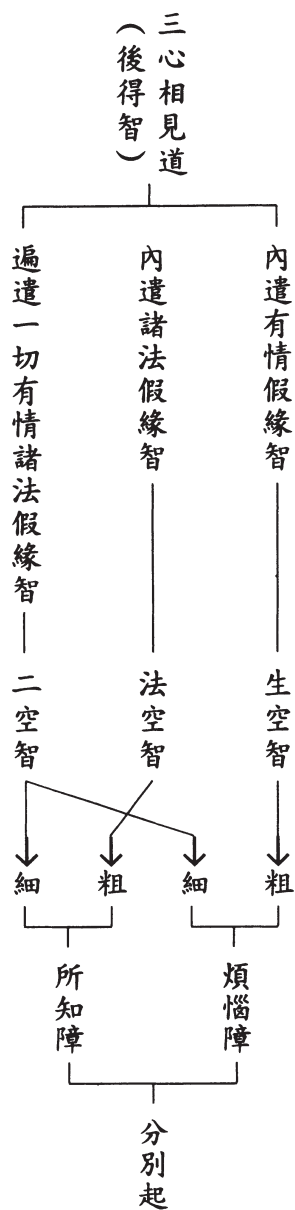 三心相見道
（後得智）
內遣有情假緣智
內遣諸法假緣智
遍遣一切有情諸法假緣智
生空智
法空智
二空智
粗
細
粗
細
煩惱障
所知障
分別起